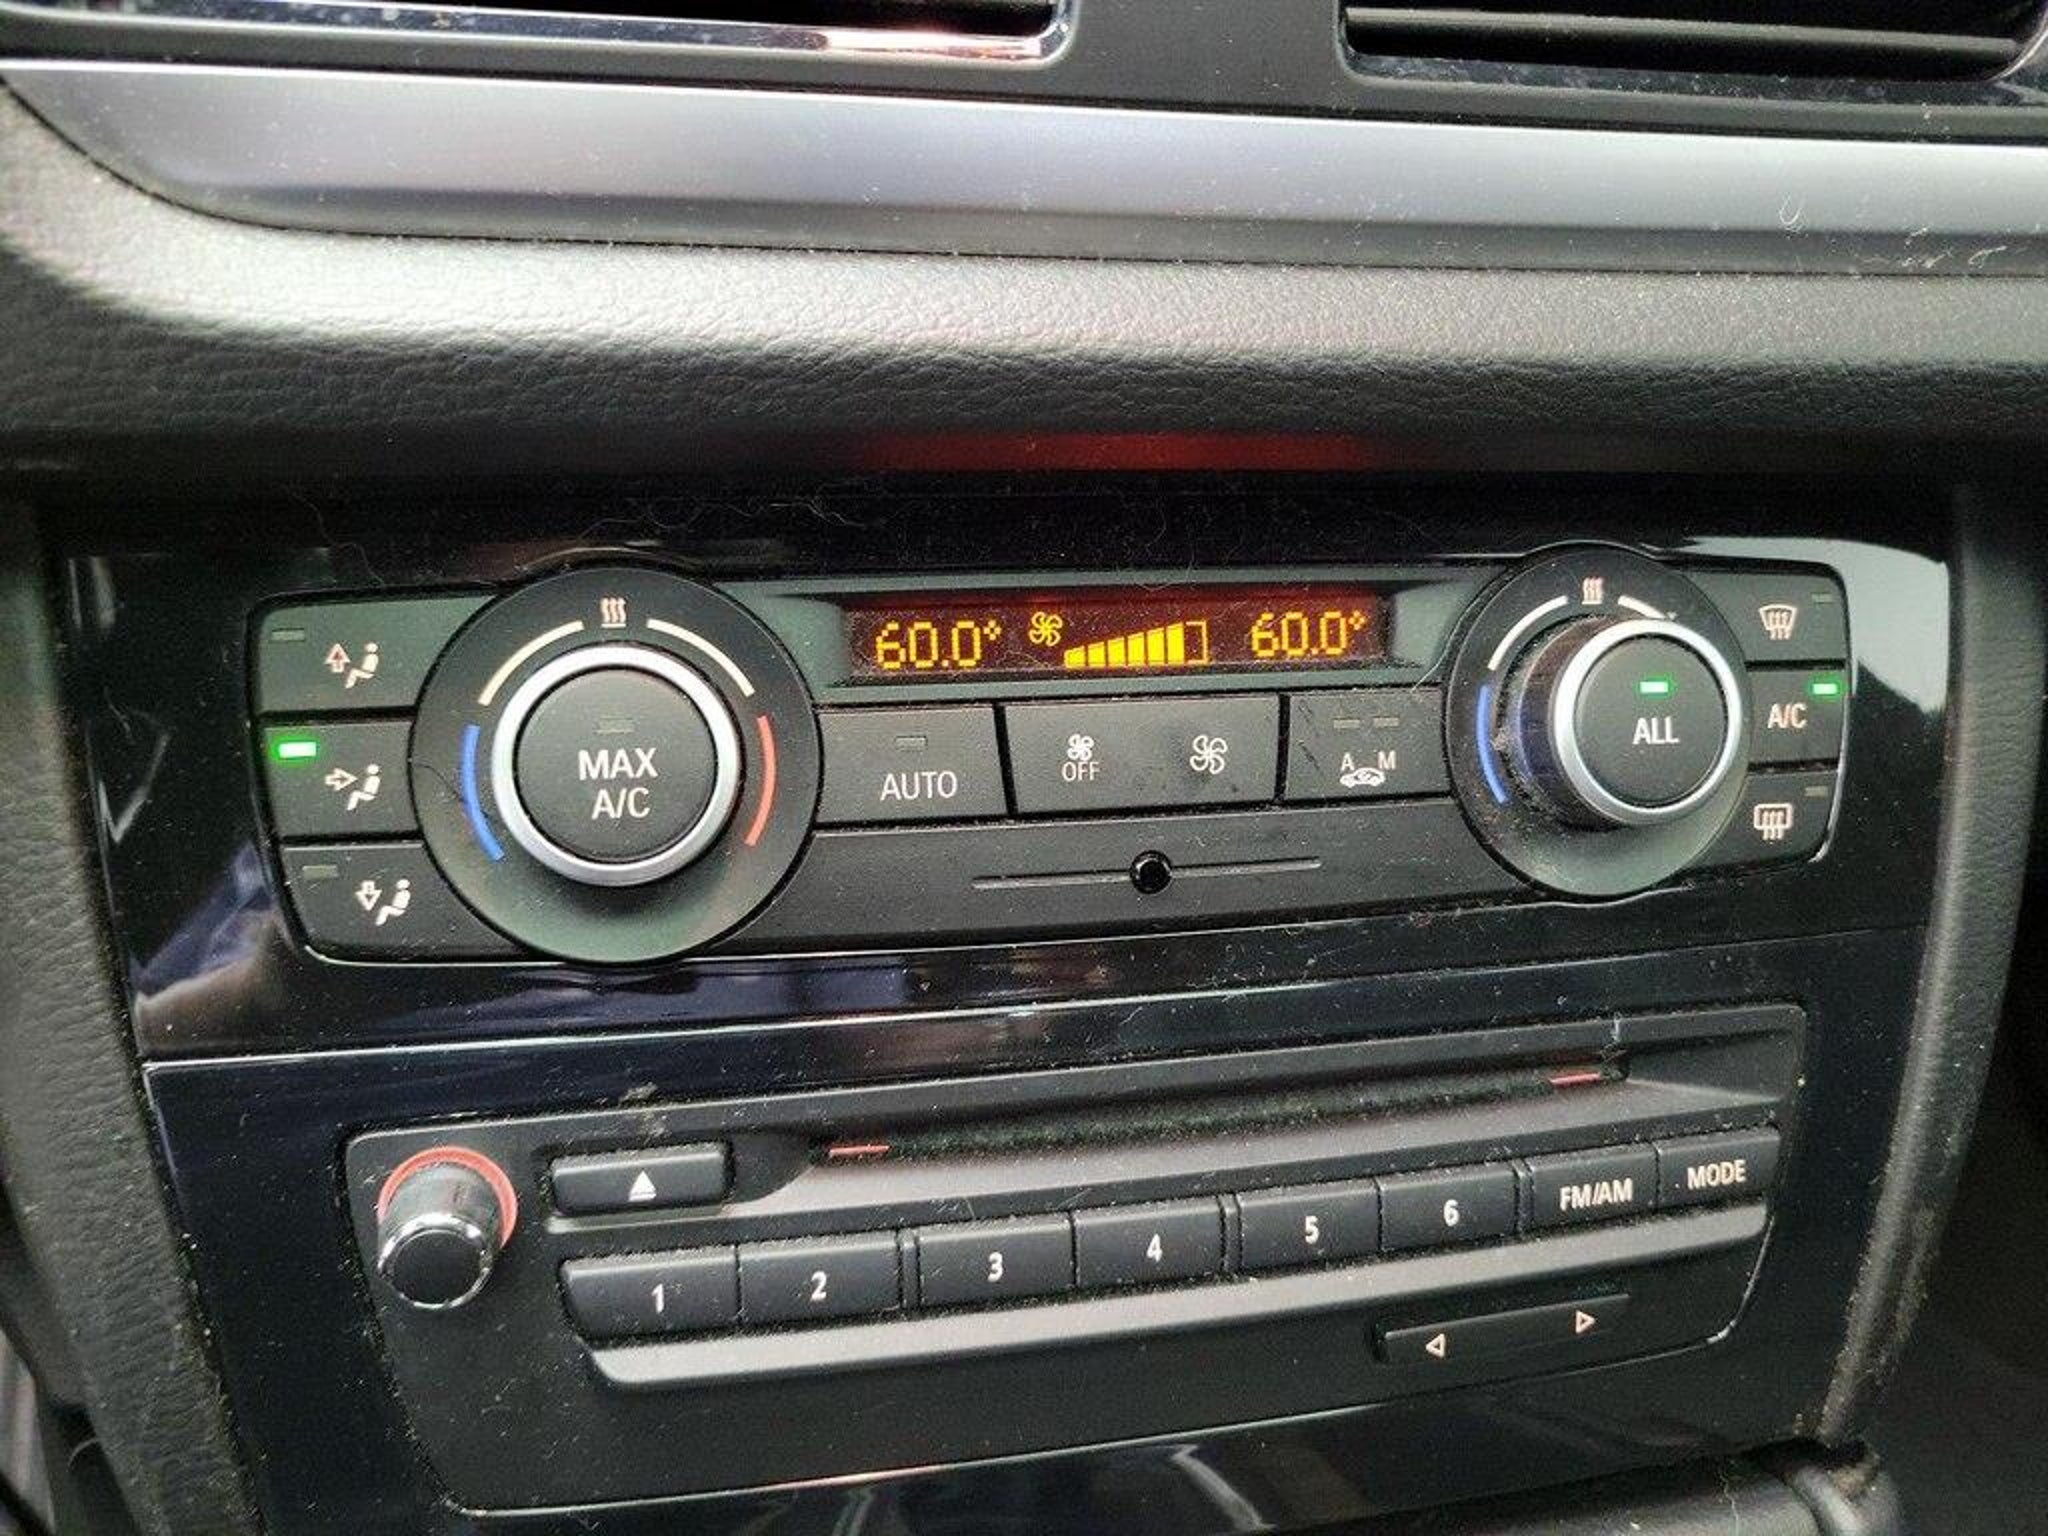 60.0° 60.0°
MAX
A/C
AUTO
OFF
A M
ALL
A/C
1 2 3 4 5 6 FM/AM MODE